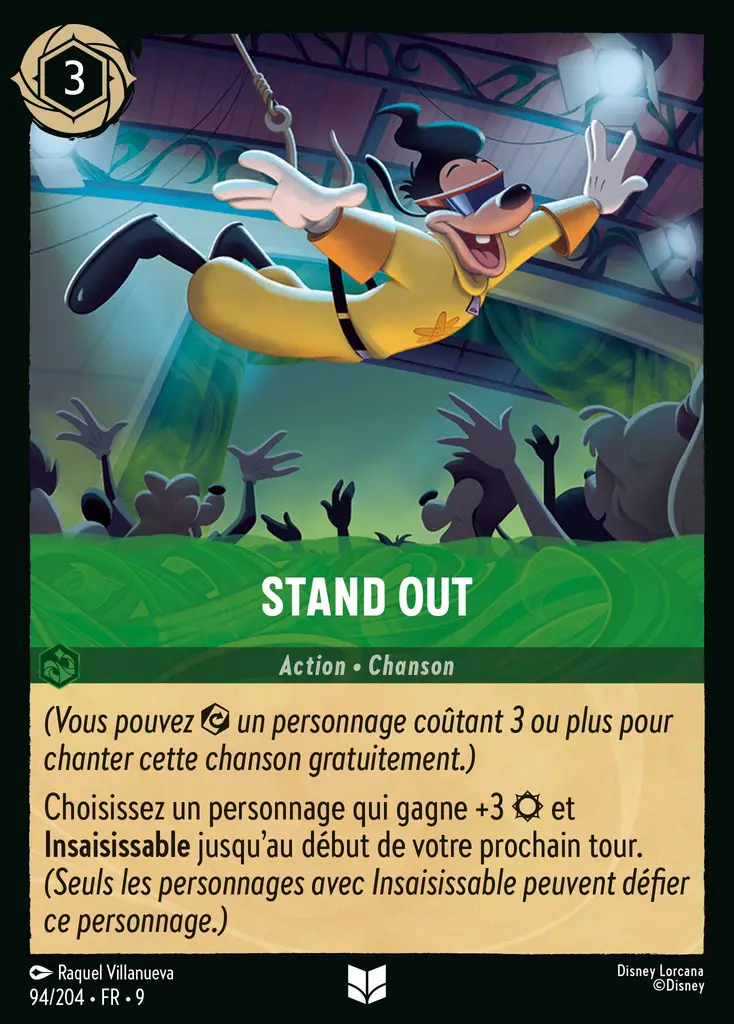 3
STAND OUT
Action • Chanson
(Vous pouvez un personnage coûtant 3 ou plus pour
chanter cette chanson gratuitement.)
Choisissez un personnage qui gagne +3 et
Insaisissable jusqu'au début de votre prochain tour.
(Seuls les personnages avec Insaisissable peuvent défier
ce personnage.)
Raquel Villanueva
94/204 • FR • 9
Disney Lorcana
©Disney